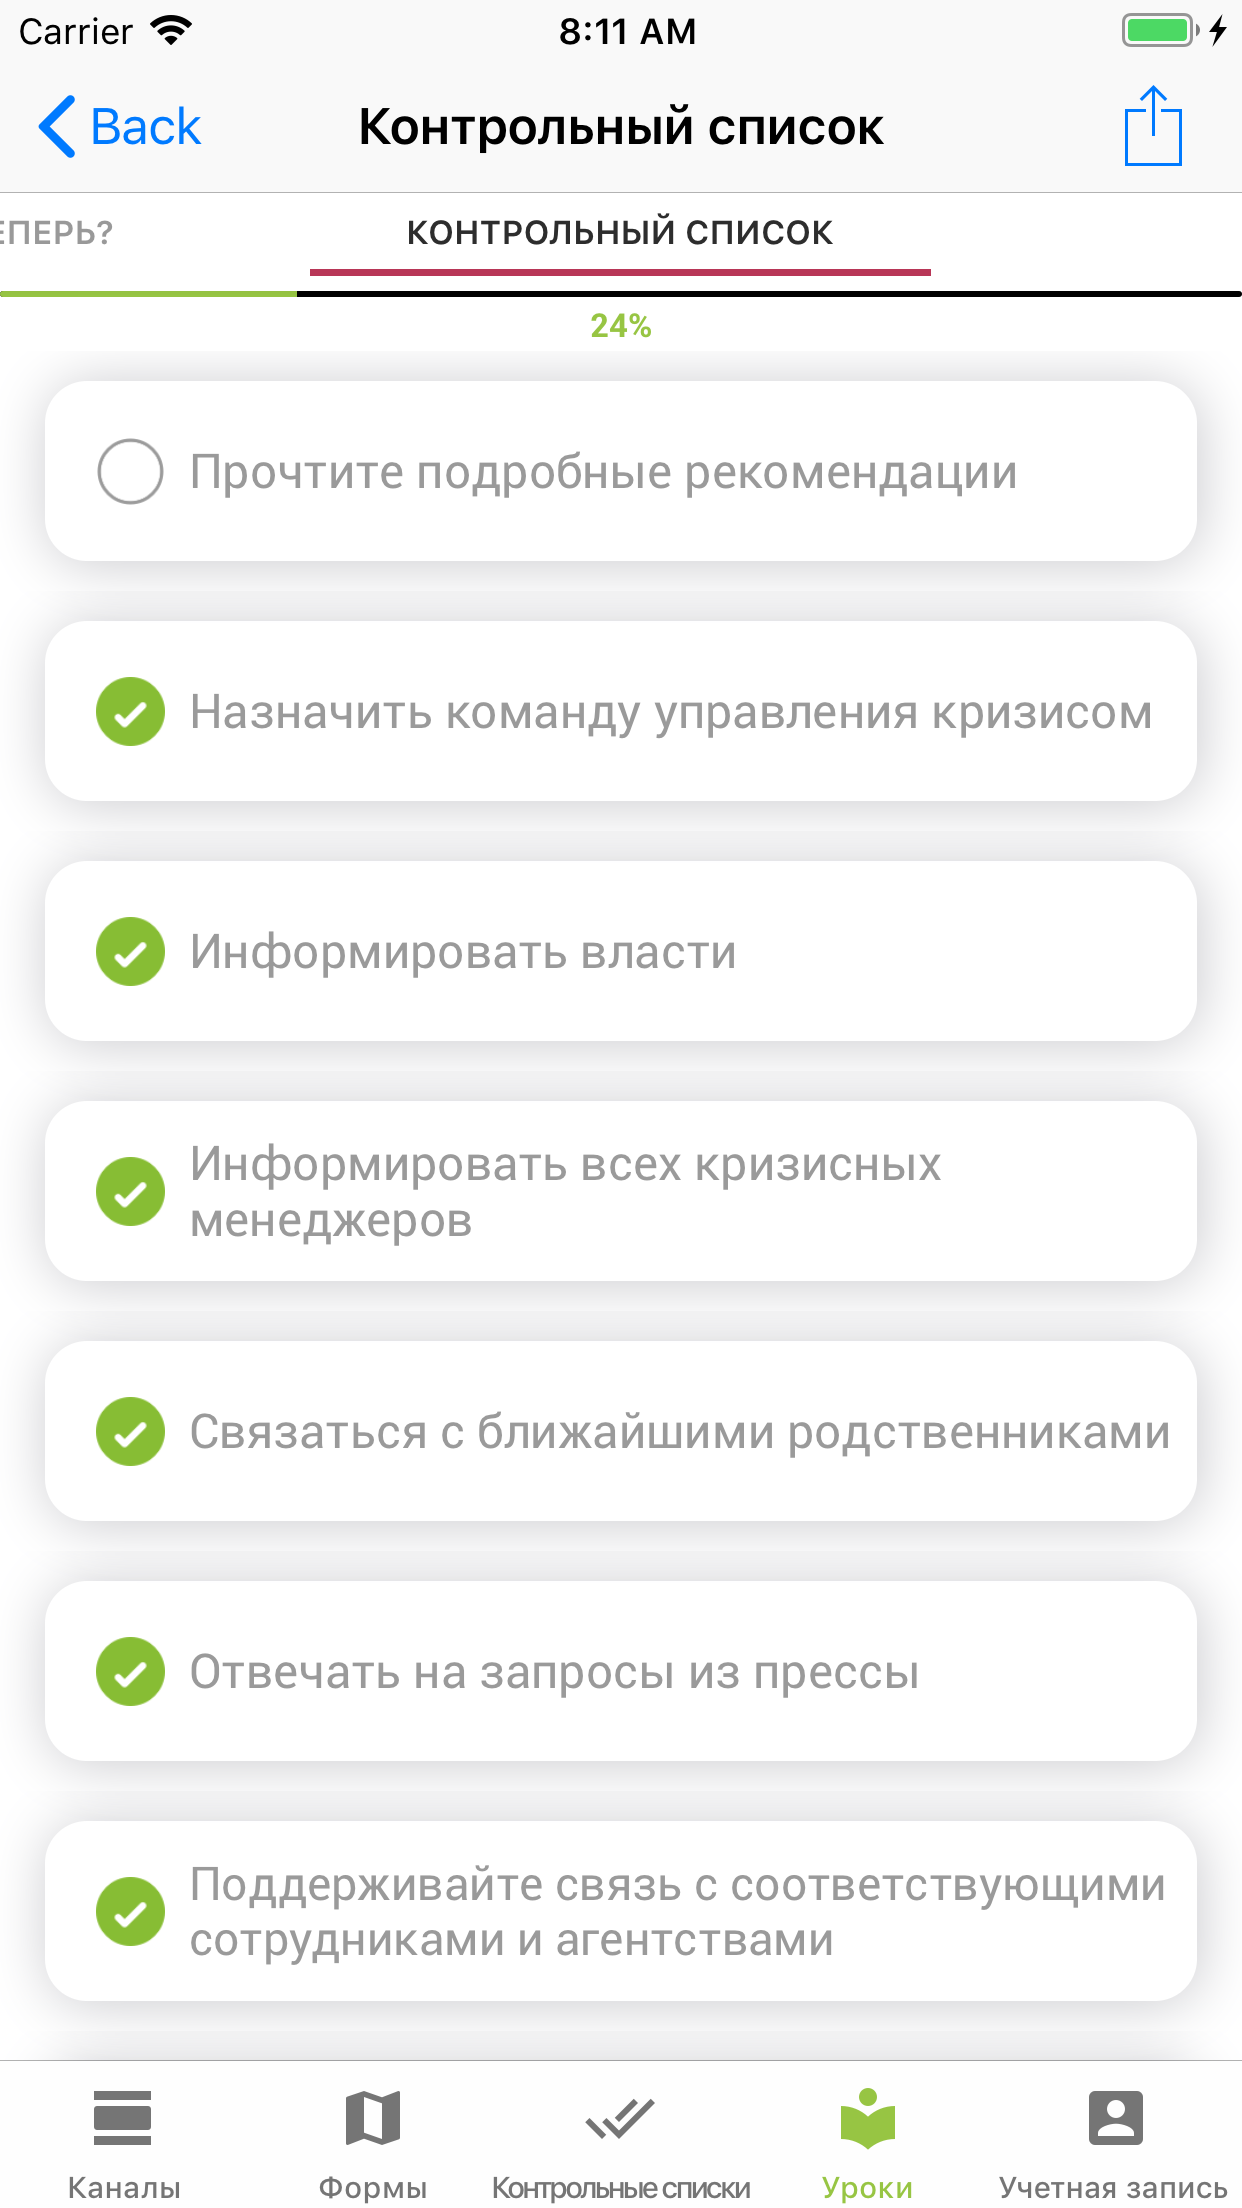 Carrier 8:11 AM
Back Контрольный список
ЕПЕРЬ? КОНТРОЛЬНЫЙ СПИСОК
24%
Прочтите подробные рекомендации
Назначить команду управления кризисом
Информировать власти
Информировать всех кризисных
менеджеров
Связаться с ближайшими родственниками
Отвечать на запросы из прессы
Поддерживайте связь с соответствующими
сотрудниками и агентствами
Каналы Формы Контрольные списки Уроки Учетная запись